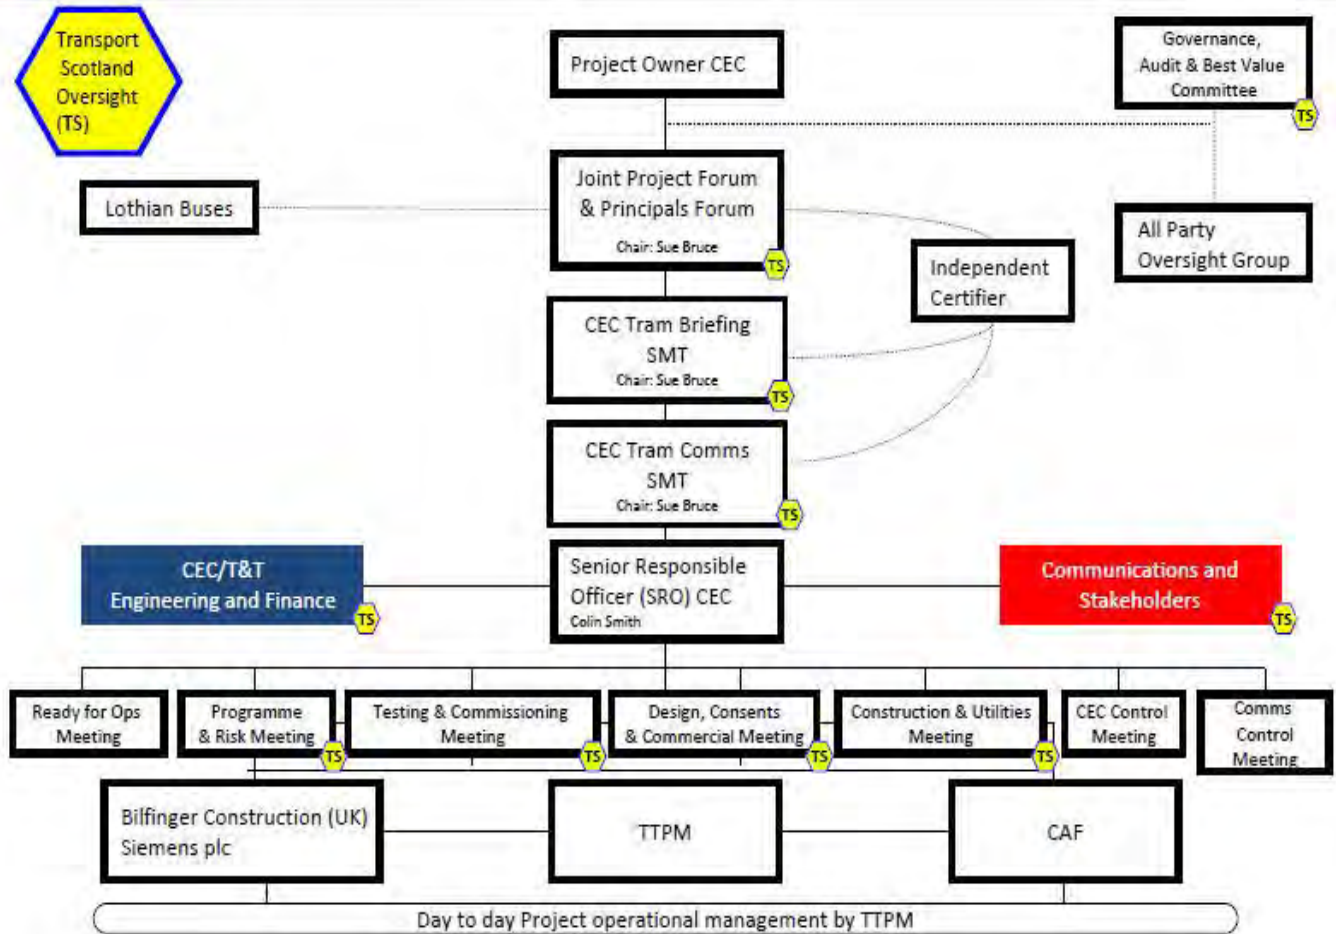 Transport
Scotland
Oversight
(TS)
Project Owner CEC
Governance,
Audit & Best Value
Committee
TS
Lothian Buses
Joint Project Forum
& Principals Forum
Chair: Sue Bruce
TS
Independent
Certifier
All Party
Oversight Group
CEC Tram Briefing
SMT
Chair: Sue Bruce
TS
CEC Tram Comms
SMT
Chair: Sue Bruce
TS
CEC/T&T
Engineering and Finance
TS
Senior Responsible
Officer (SRO) CEC
Colin Smith
Communications and
Stakeholders
TS
Ready for Ops
Meeting
Programme
& Risk Meeting
TS
Testing & Commissioning
Meeting
TS
Design, Consents
& Commercial Meeting
TS
Construction & Utilities
Meeting
TS
CEC Control
Meeting
Comms
Control
Meeting
Bilfinger Construction (UK)
Siemens plc
TTPM
CAF
Day to day Project operational management by TTPM